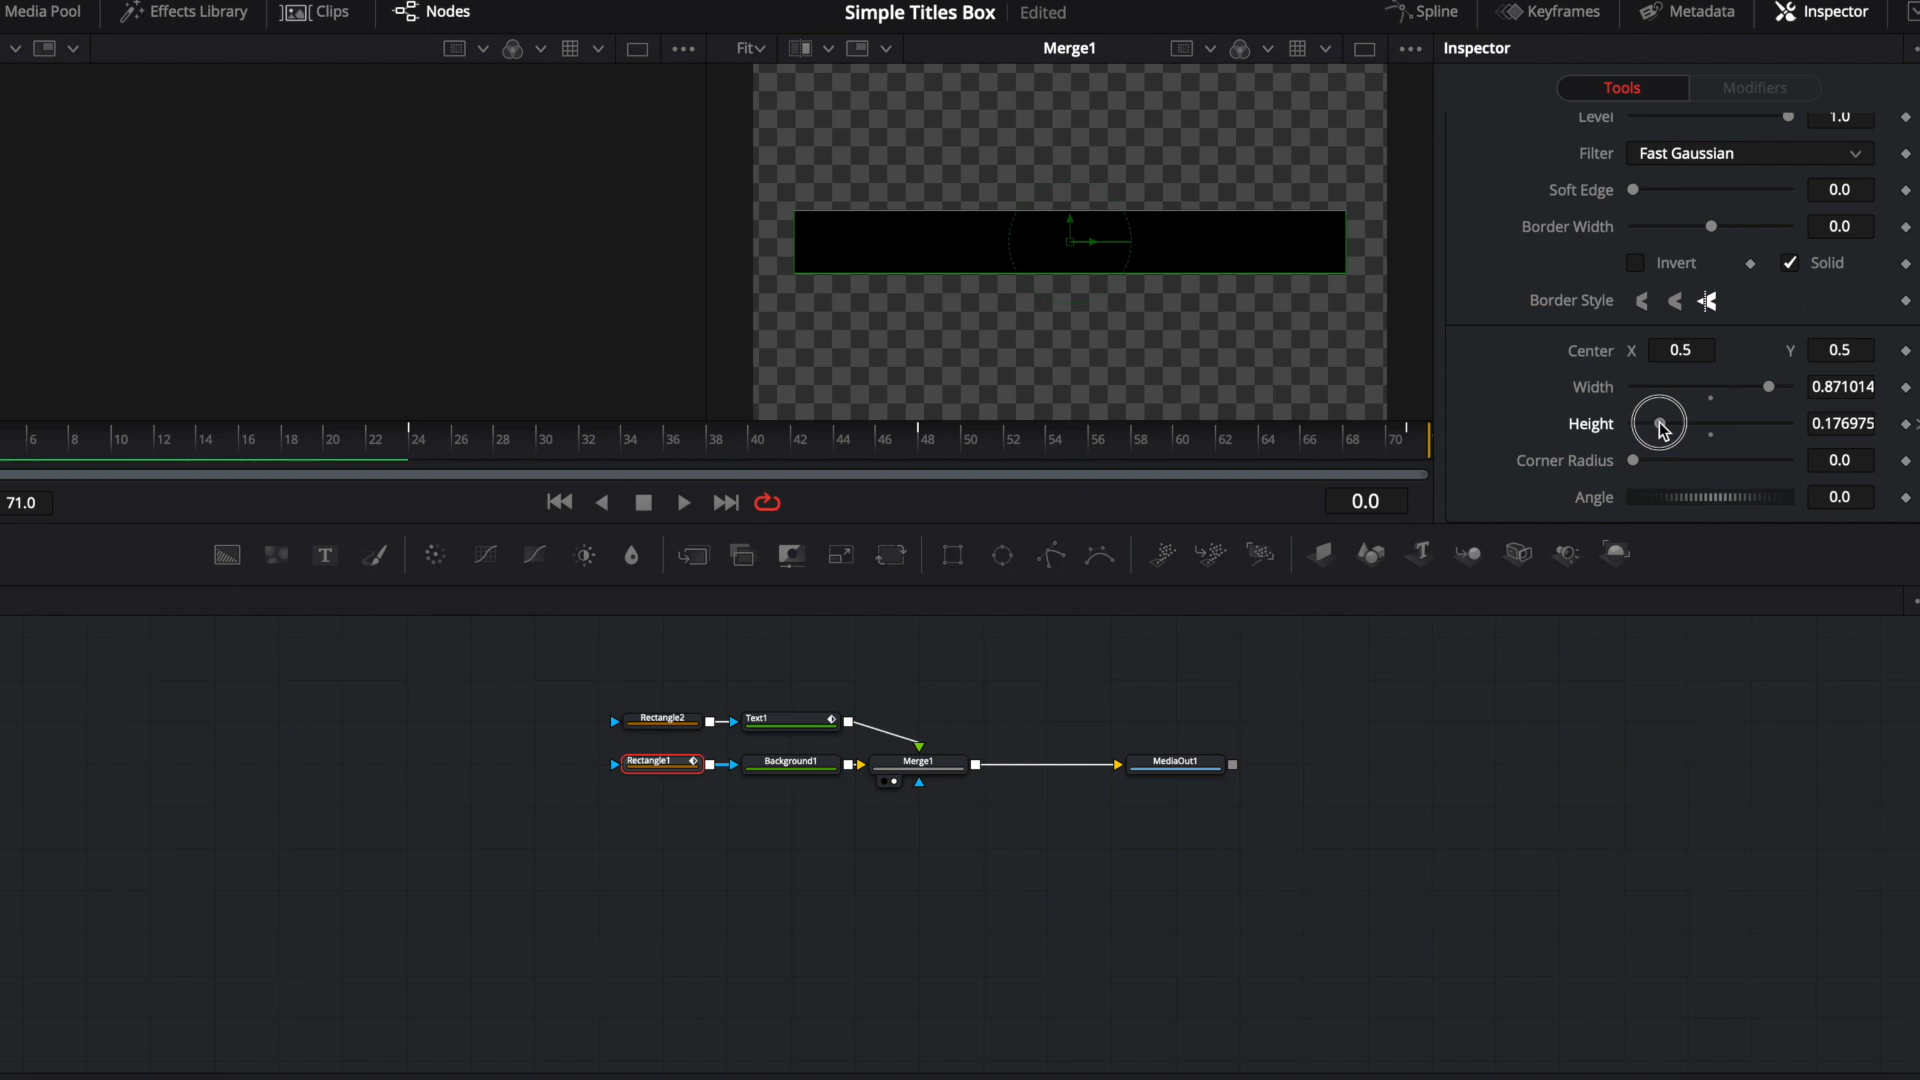 Media Pool Effects Library Clips Nodes Simple Titles Box Edited Spline Keyframes Metadata Inspector
Fit Merge1 Inspector
Tools Modifiers
Level 1.0
Filter Fast Gaussian
Soft Edge 0.0
Border Width 0.0
Invert Solid
Border Style
Center X 0.5 Y 0.5
Width 0.871014
Height 0.176975
Corner Radius 0.0
Angle 0.0
6 8 10 12 14 16 18 20 22 24 26 28 30 32 34 36 38 40 42 44 46 48 50 52 54 56 58 60 62 64 66 68 70
71.0 0.0
T T
Rectangle2 Text1
Rectangle1 Background1 Merge1 MediaOut1